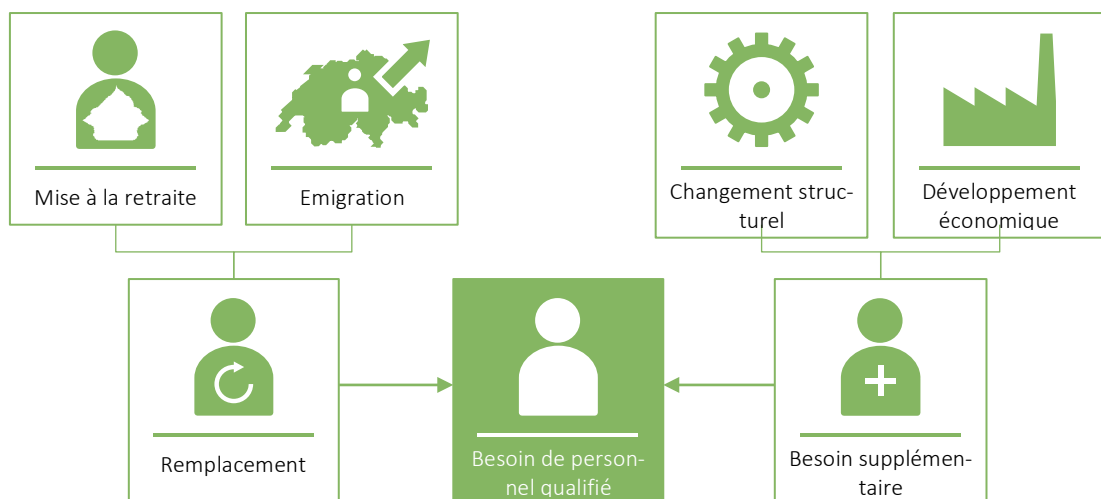 Mise à la retraite
Emigration
Changement struc-
turel
Développement
économique
Remplacement
Besoin de person-
nel qualifié
Besoin supplémen-
taire